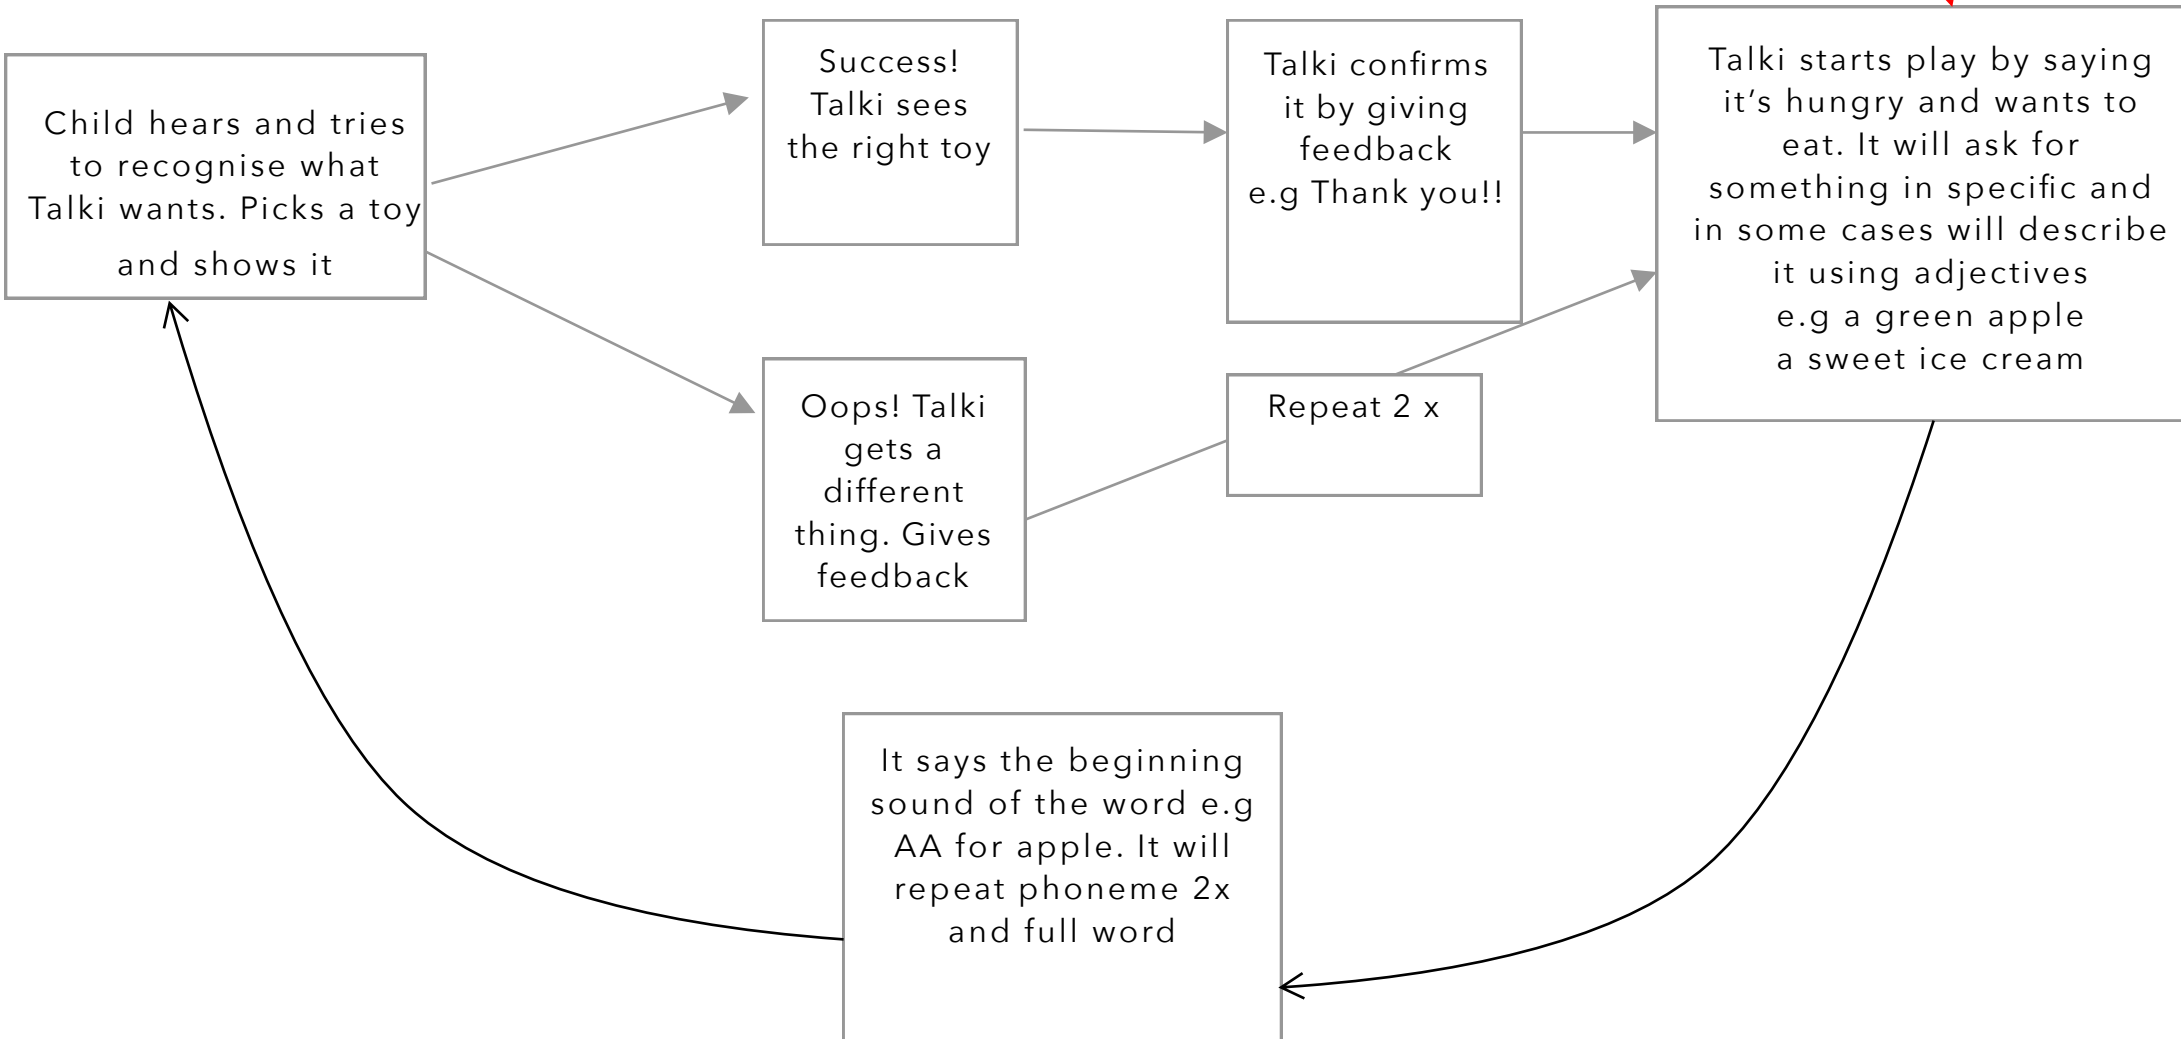 Child hears and tries
to recognise what
Talki wants. Picks a toy
and shows it
Success!
Talki sees
the right toy
Talki confirms
it by giving
feedback
e.g Thank you!!
Talki starts play by saying
it’s hungry and wants to
eat. It will ask for
something in specific and
in some cases will describe
it using adjectives
e.g a green apple
a sweet ice cream
Oops! Talki
gets a
different
thing. Gives
feedback
Repeat 2 x
It says the beginning
sound of the word e.g
AA for apple. It will
repeat phoneme 2x
and full word